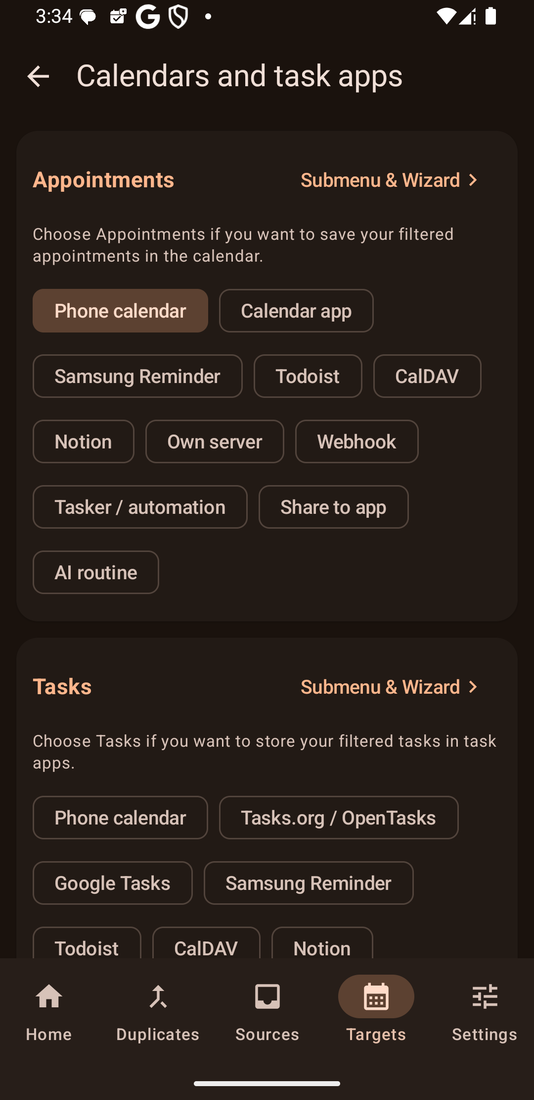 3:34
Calendars and task apps
Appointments
Submenu & Wizard
Choose Appointments if you want to save your filtered
appointments in the calendar.
Phone calendar
Calendar app
Samsung Reminder
Todoist
CalDAV
Notion
Own server
Webhook
Tasker / automation
Share to app
AI routine
Tasks
Submenu & Wizard
Choose Tasks if you want to store your filtered tasks in task
apps.
Phone calendar
Tasks.org / OpenTasks
Google Tasks
Samsung Reminder
Todoist
CalDAV
Notion
Home
Duplicates
Sources
Targets
Settings